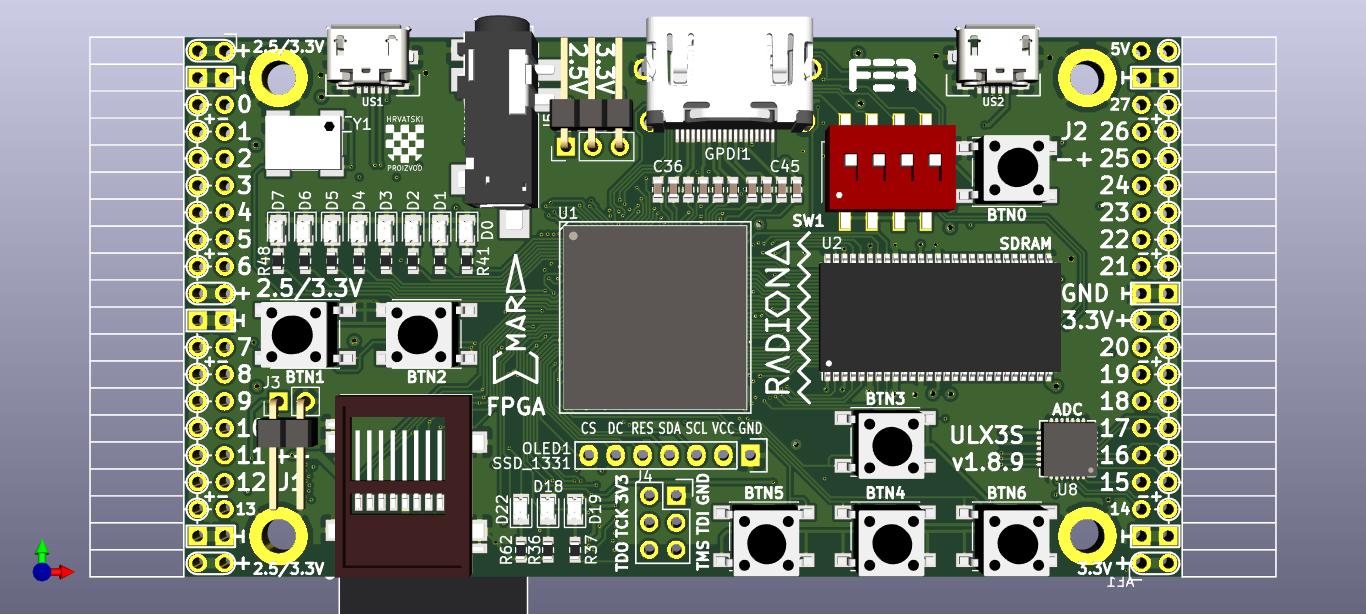 2.5/3.3V
US1
2.5V
3.3V
FER
US2
5V
0
1
2
3
4
5
6
+
7
8
9
10
11
12
13
+
2.5/3.3V
Y1
HRVATSKI
PROIZVOD
GPDI1
C36
C45
SW1
BTN0
J2
-+
27
26
25
24
23
22
21
GND
3.3V+
20
19
18
17
16
15
14
3.3V+
D7
D6
D5
D4
D3
D2
D1
D0
R48
R41
2.5/3.3V
BTN1
BTN2
MAR
FPGA
U1
RADIONA
U2
SDRAM
BTN3
J3
J1
CS DC RES SDA SCL VCC GND
OLED1
SSD_1331
J4
ULX3S
v1.8.9
ADC
U8
D22
D18
D19
R62
R36
R37
TDO TCK 3V3
TMS TDI GND
BTN5
BTN4
BTN6
AE1